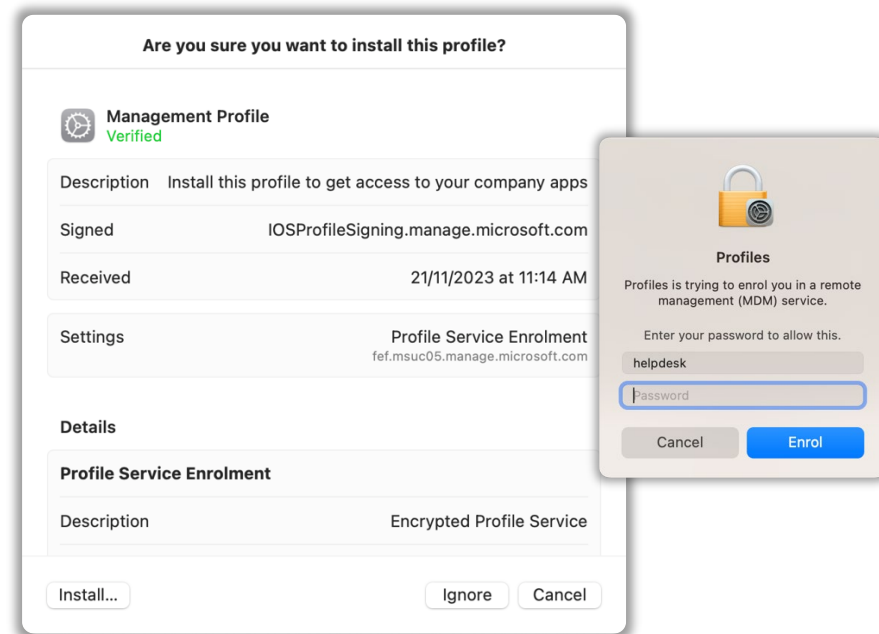 Are you sure you want to install this profile?
Management Profile
Verified
Description Install this profile to get access to your company apps
Signed IOSProfileSigning.manage.microsoft.com
Received 21/11/2023 at 11:14 AM
Settings Profile Service Enrolment
fef.msuc05.manage.microsoft.com
Details
Profile Service Enrolment
Description Encrypted Profile Service
Install... Ignore Cancel
Profiles
Profiles is trying to enrol you in a remote
management (MDM) service.
Enter your password to allow this.
helpdesk
Password
Cancel Enrol